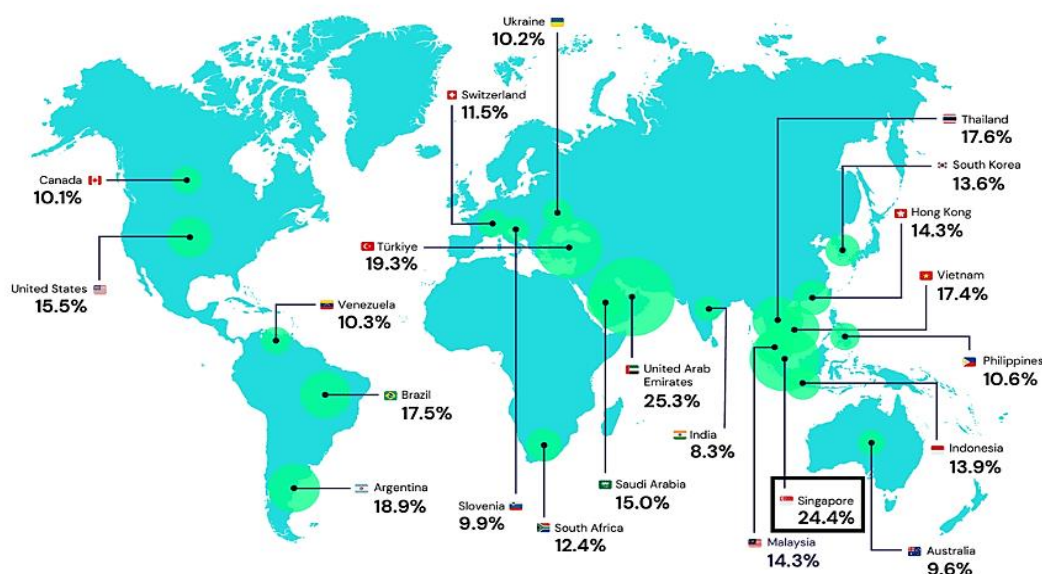 Ukraine
10.2%
Switzerland
11.5%
Thailand
17.6%
South Korea
13.6%
Canada
10.1%
Hong Kong
14.3%
Türkiye
19.3%
Vietnam
17.4%
United States
15.5%
Venezuela
10.3%
Philippines
10.6%
United Arab
Emirates
25.3%
Brazil
17.5%
India
8.3%
Indonesia
13.9%
Argentina
18.9%
Saudi Arabia
15.0%
Slovenia
9.9%
Singapore
24.4%
South Africa
12.4%
Malaysia
14.3%
Australia
9.6%